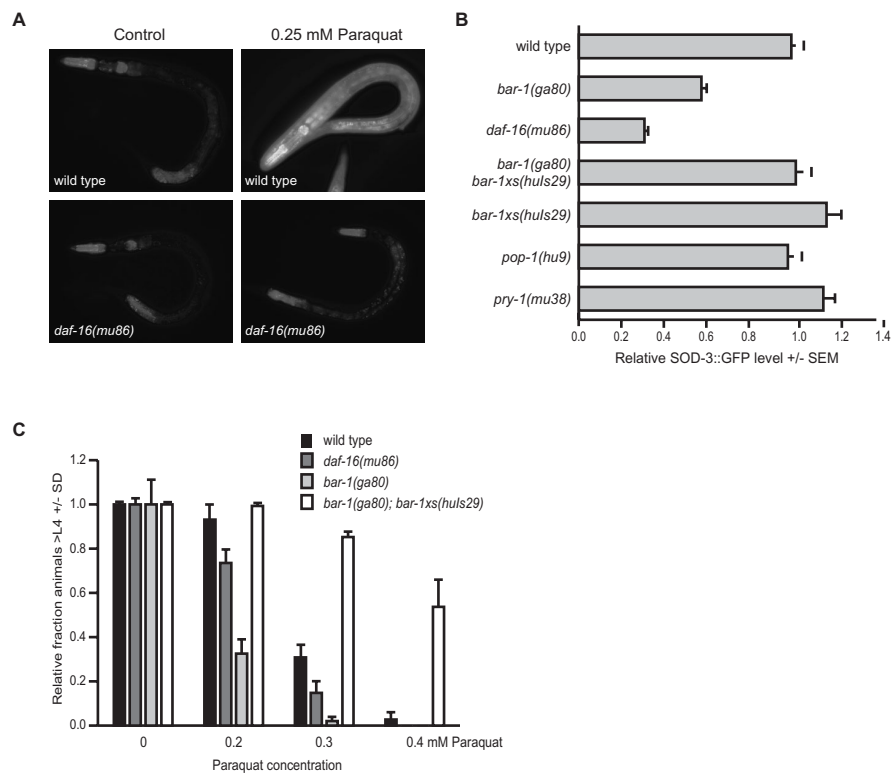 A
Control
0.25 mM Paraquat
wild type
wild type
daf-16(mu86)
daf-16(mu86)
B
wild type
bar-1(ga80)
daf-16(mu86)
bar-1(ga80)
bar-1xs(huIs29)
bar-1xs(huIs29)
pop-1(hu9)
pry-1(mu38)
0.0 0.2 0.4 0.6 0.8 1.0 1.2 1.4
Relative SOD-3::GFP level +/- SEM
C
wild type
daf-16(mu86)
bar-1(ga80)
bar-1(ga80); bar-1xs(huIs29)
Relative fraction animals >L4 +/- SD
1.2
1.0
0.8
0.6
0.4
0.2
0.0
0 0.2 0.3 0.4 mM Paraquat
Paraquat concentration